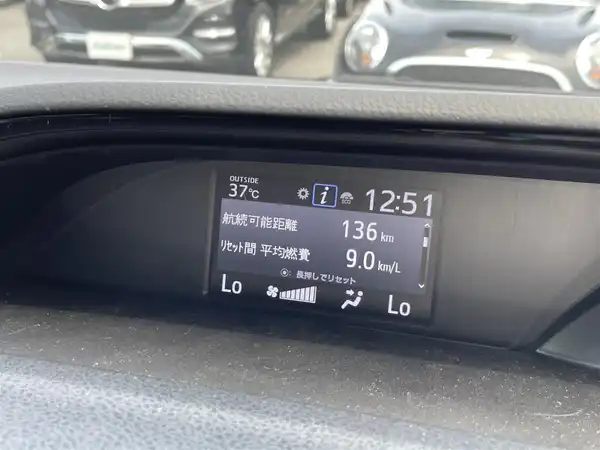 OUTSIDE
37℃ i ECO 12:51
航続可能距離 136 km
ﾘｾｯﾄ間 平均燃費 9.0 km/L
長押しでリセット
Lo Lo